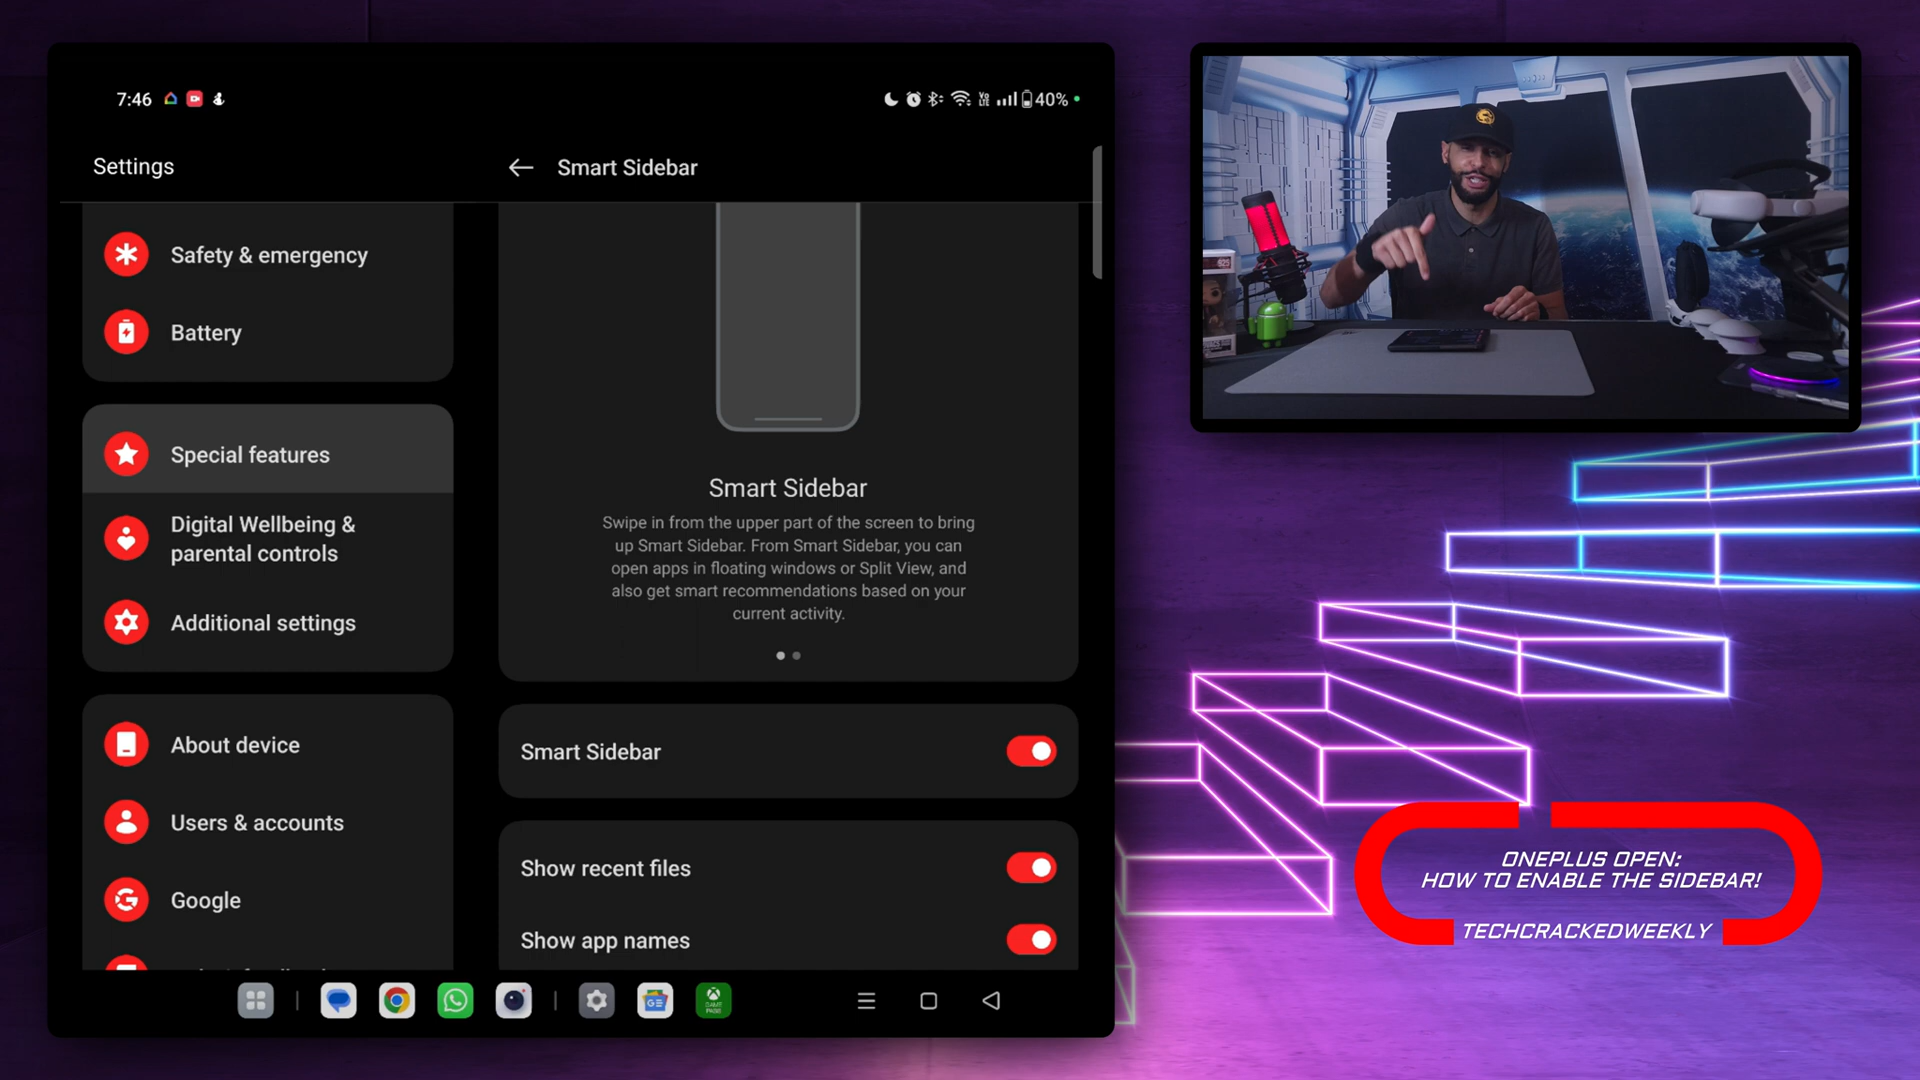 7:46
40%
Settings
Smart Sidebar
Safety & emergency
Battery
Special features
Digital Wellbeing &
parental controls
Additional settings
About device
Users & accounts
Google
Smart Sidebar
Swipe in from the upper part of the screen to bring
up Smart Sidebar. From Smart Sidebar, you can
open apps in floating windows or Split View, and
also get smart recommendations based on your
current activity.
Smart Sidebar
Show recent files
Show app names
GAME
PASS
925
ONEPLUS OPEN:
HOW TO ENABLE THE SIDEBAR!
TECHCRACKEDWEEKLY